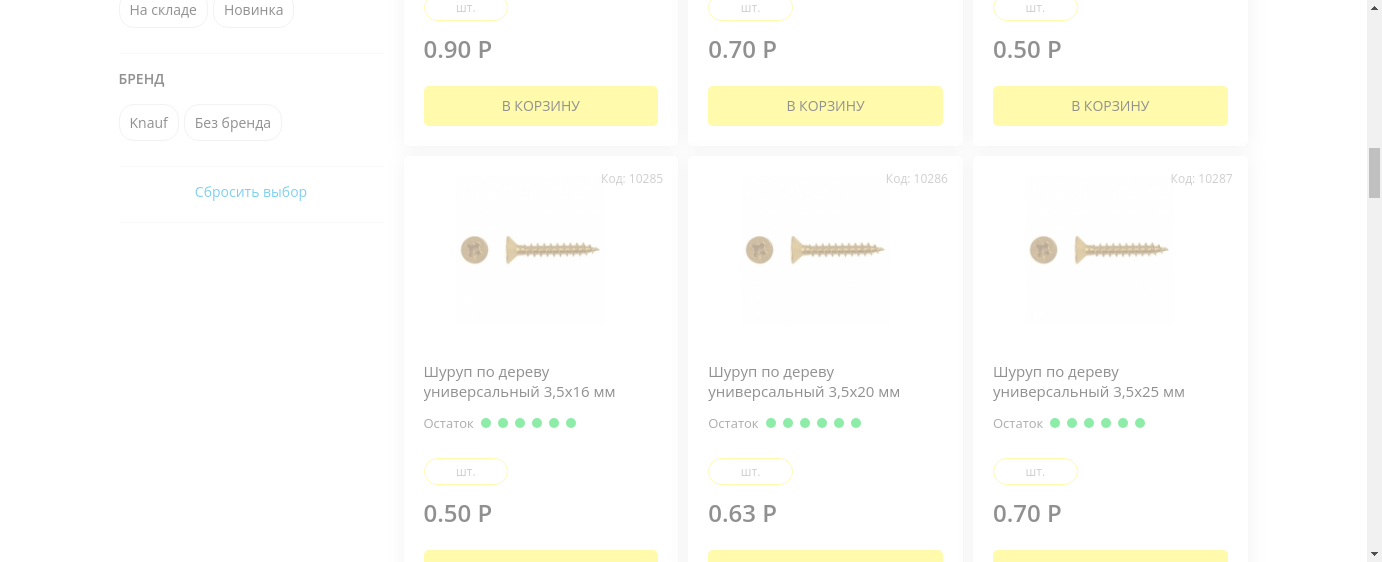 На складе
Новинка
БРЕНД
Knauf
Без бренда
Сбросить выбор
шт.
шт.
шт.
0.90 Р
0.70 Р
0.50 Р
В КОРЗИНУ
В КОРЗИНУ
В КОРЗИНУ
Код: 10285
Код: 10286
Код: 10287
Шуруп по дереву
универсальный 3,5х16 мм
Остаток
шт.
0.50 Р
Шуруп по дереву
универсальный 3,5х20 мм
Остаток
шт.
0.63 Р
Шуруп по дереву
универсальный 3,5х25 мм
Остаток
шт.
0.70 Р